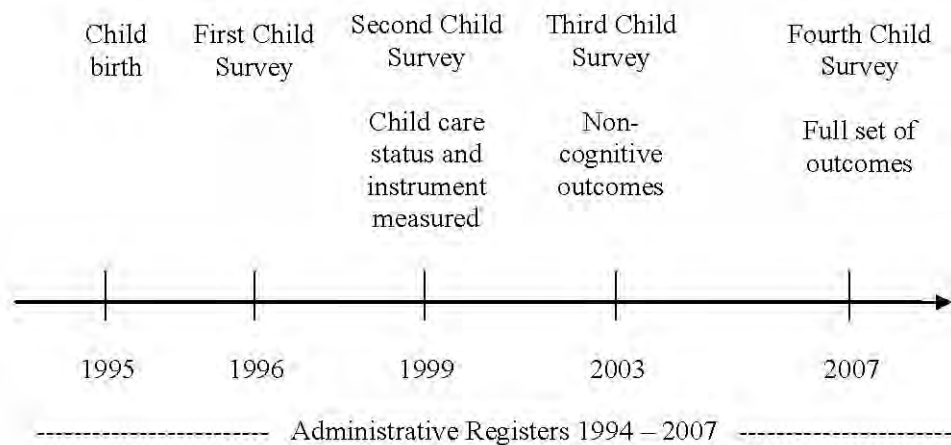 Child
birth
First Child
Survey
Second Child
Survey
Third Child
Survey
Fourth Child
Survey
Child care
status and
instrument
measured
Non-
cognitive
outcomes
Full set of
outcomes
1995
1996
1999
2003
2007
Administrative Registers 1994 – 2007